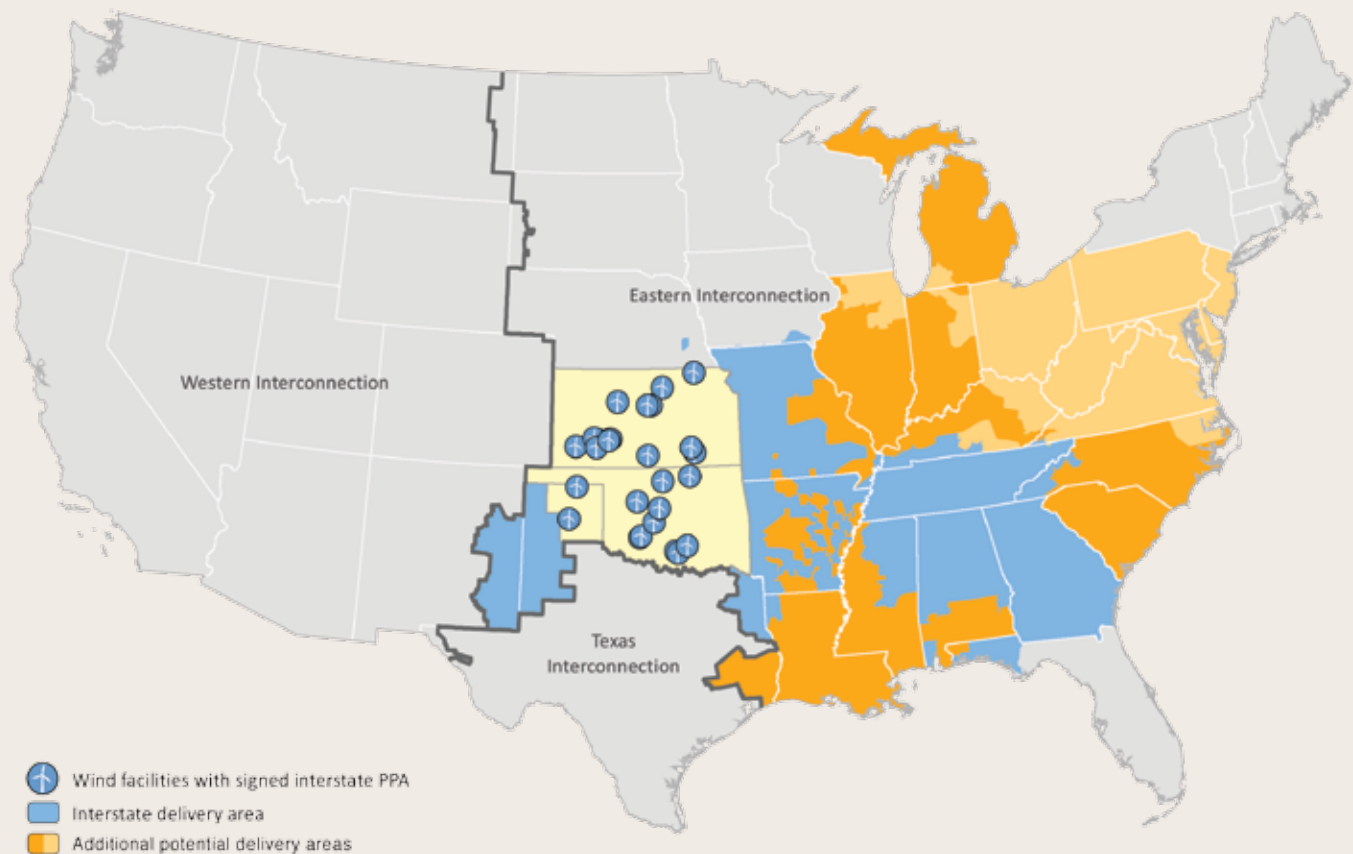 Eastern Interconnection
Western Interconnection
Texas
Interconnection
Wind facilities with signed interstate PPA
Interstate delivery area
Additional potential delivery areas